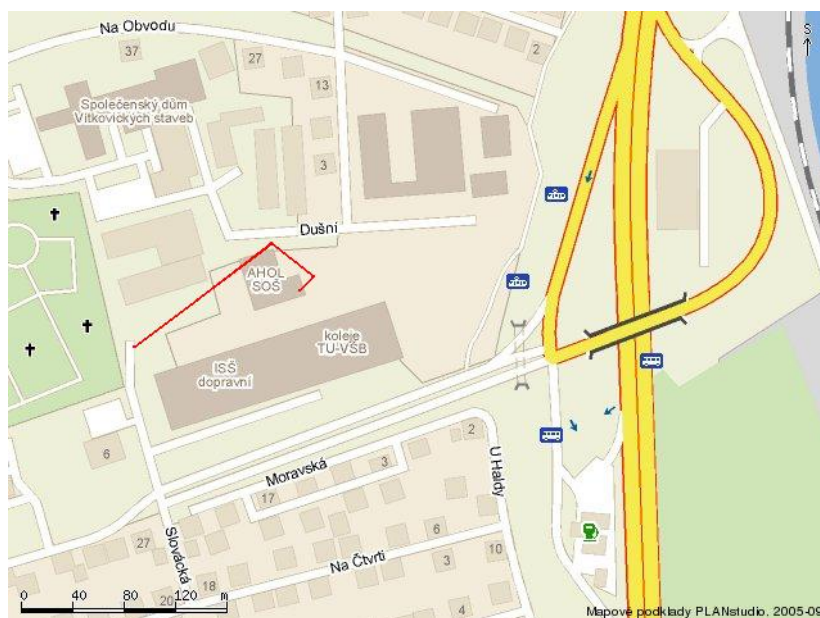 Na Obvodu
S
37
27
2
13
Společenský dům
Vítkovických staveb
3
Dušní
AHOL
SOŠ
koleje
TU-VŠB
ISŠ
dopravní
6
2
Moravská
3
17
U Haldy
Slovácká
27
6
10
Na Čtvrti
3
18
20
4
0 40 80 120 m
Mapové podklady PLANstudio, 2005-09